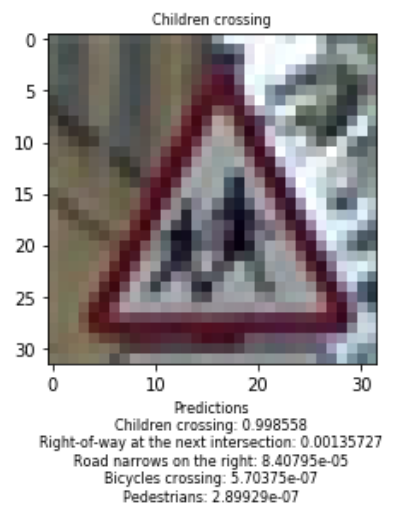 Children crossing
0
5
10
15
20
25
30
0 10 20 30
Predictions
Children crossing: 0.998558
Right-of-way at the next intersection: 0.00135727
Road narrows on the right: 8.40795e-05
Bicycles crossing: 5.70375e-07
Pedestrians: 2.89929e-07